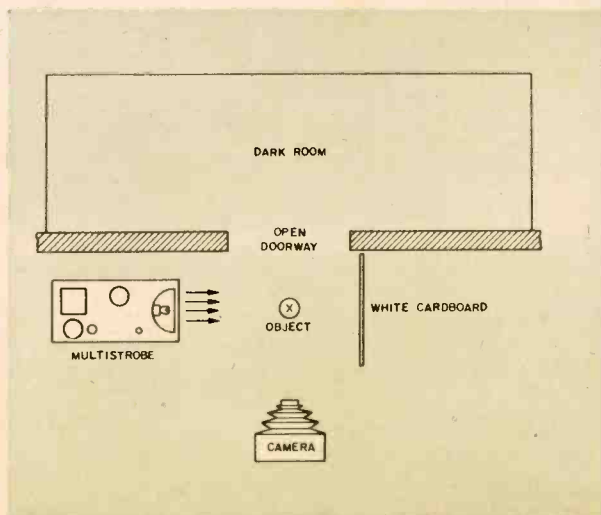 DARK ROOM
OPEN
DOORWAY
X
OBJECT
WHITE CARDBOARD
MULTISTROBE
CAMERA